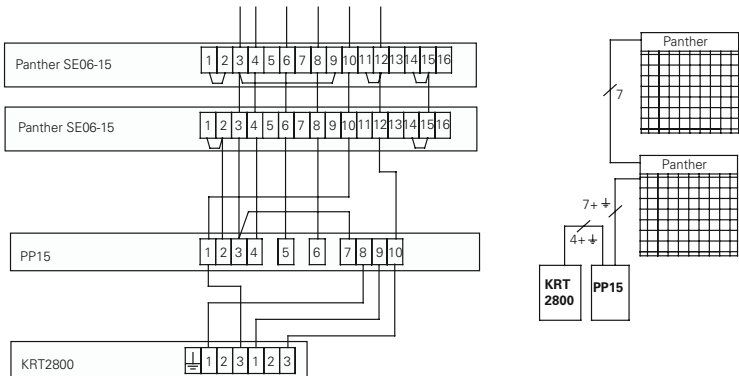 Panther SE06-15 1 2 3 4 5 6 7 8 9 10 11 12 13 14 15 16
Panther SE06-15 1 2 3 4 5 6 7 8 9 10 11 12 13 14 15 16
PP15 1 2 3 4 5 6 7 8 9 10
KRT2800 1 2 3 1 2 3
Panther
7
Panther
7+
4+
KRT
2800
PP15